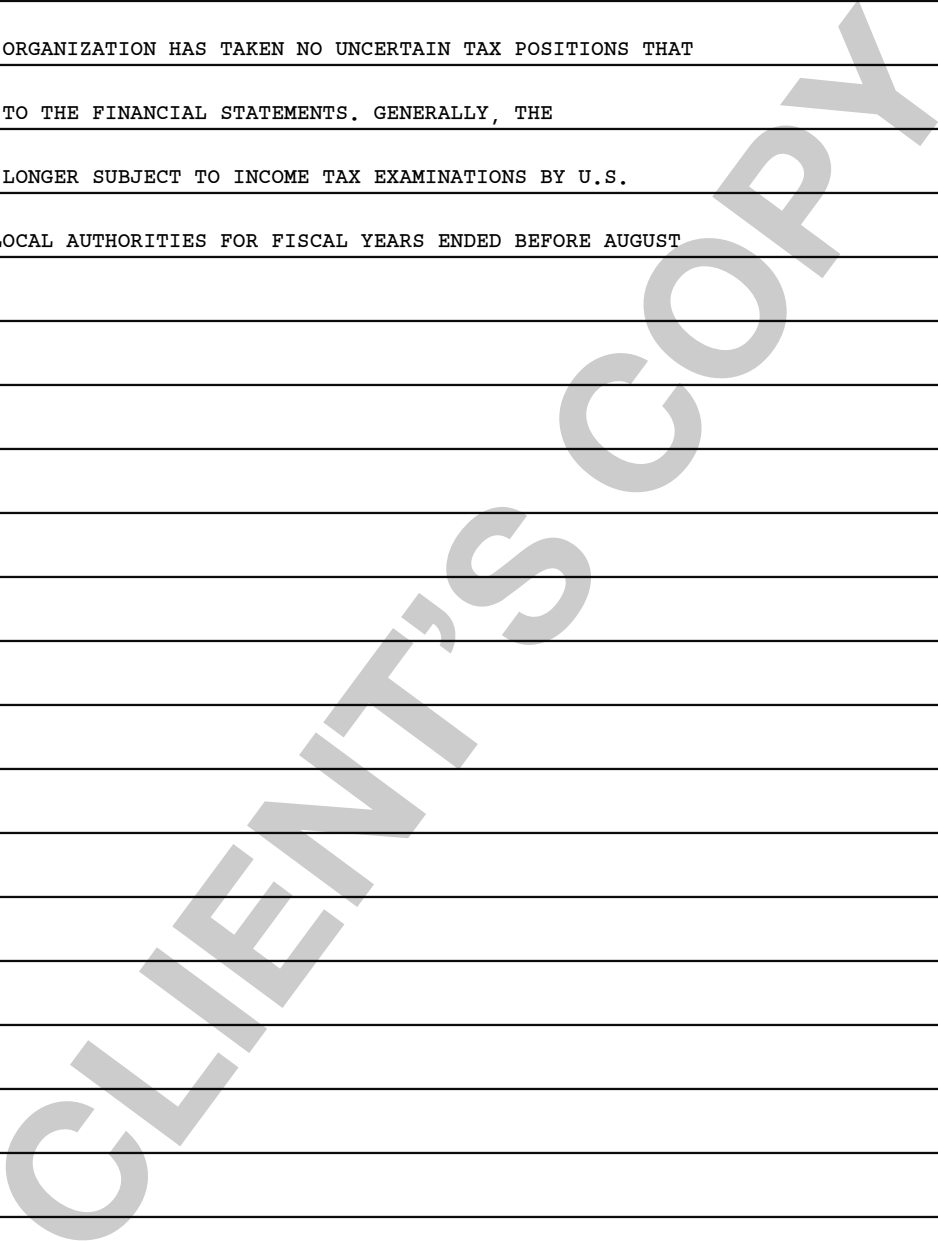 ORGANIZATION HAS TAKEN NO UNCERTAIN TAX POSITIONS THAT
TO THE FINANCIAL STATEMENTS. GENERALLY, THE
LONGER SUBJECT TO INCOME TAX EXAMINATIONS BY U.S.
LOCAL AUTHORITIES FOR FISCAL YEARS ENDED BEFORE AUGUST
CLIENT’S COPY